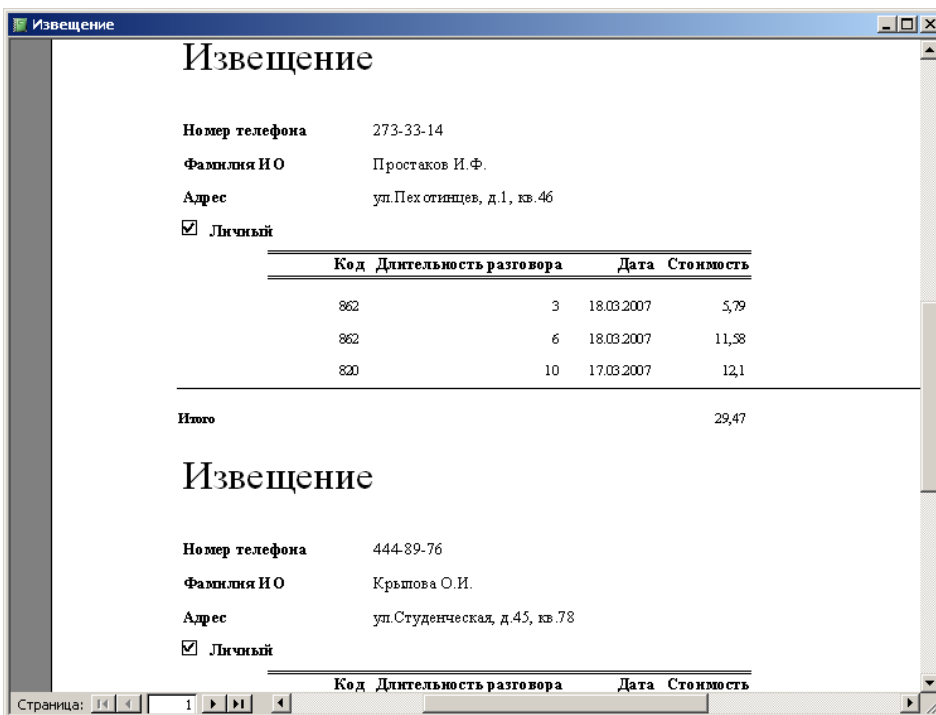 Извещение
Извещение
Номер телефона 273-33-14
Фамилия И О Простаков И.Ф.
Адрес ул.Пехотинцев, д.1, кв.46
Личный
Код Длительность разговора Дата Стоимость
862 3 18.03.2007 5,79
862 6 18.03.2007 11,58
820 10 17.03.2007 12,1
Итого 29,47
Извещение
Номер телефона 444-89-76
Фамилия И О Крылова О.И.
Адрес ул.Студенческая, д.45, кв.78
Личный
Код Длительность разговора Дата Стоимость
Страница: 1